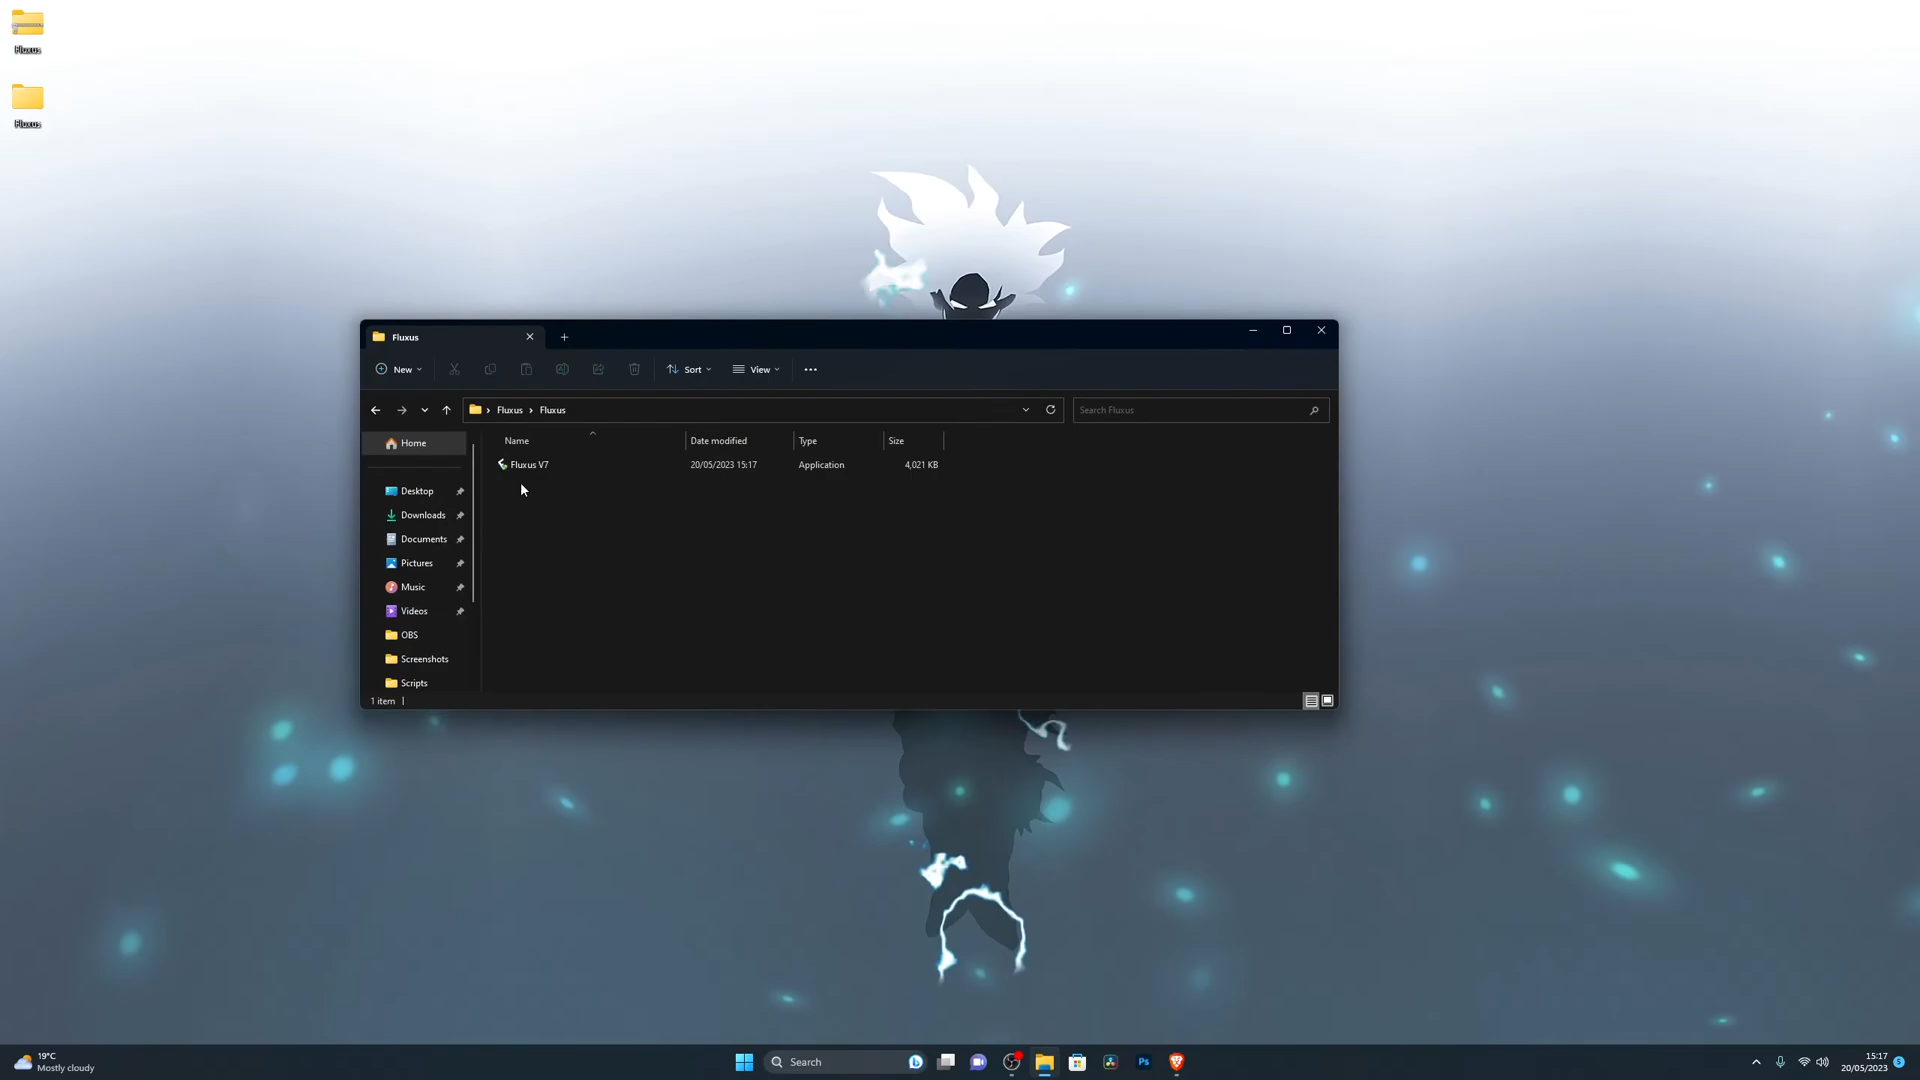 Fluxus
Fluxus
Fluxus
New
Sort
View
Fluxus › Fluxus
Search Fluxus
Home
Name
Date modified
Type
Size
Fluxus V7
20/05/2023 15:17
Application
4,021 KB
Desktop
Downloads
Documents
Pictures
Music
Videos
OBS
Screenshots
Scripts
1 item
19°C
Mostly cloudy
Search
Ps
15:17
20/05/2023
5